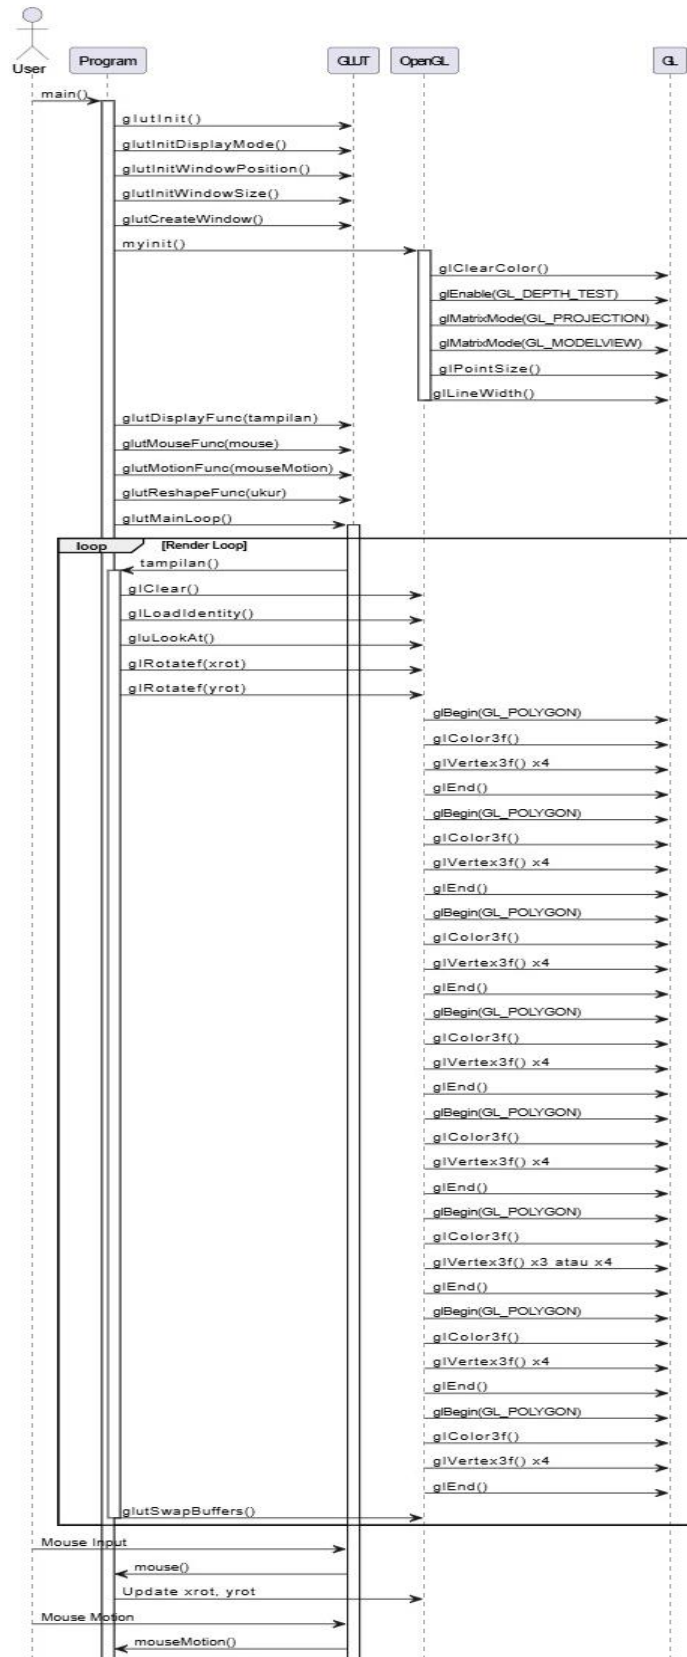 User
Program
GLUT
OpenGL
GL
main()
glutInit()
glutInitDisplayMode()
glutInitWindowPosition()
glutInitWindowSize()
glutCreateWindow()
myinit()
glClearColor()
glEnable(GL_DEPTH_TEST)
glMatrixMode(GL_PROJECTION)
glMatrixMode(GL_MODELVIEW)
glPointSize()
glLineWidth()
glutDisplayFunc(tampilan)
glutMouseFunc(mouse)
glutMotionFunc(mouseMotion)
glutReshapeFunc(ukur)
glutMainLoop()
loop [Render Loop]
tampilan()
glClear()
glLoadIdentity()
gluLookAt()
glRotatef(xrot)
glRotatef(yrot)
glBegin(GL_POLYGON)
glColor3f()
glVertex3f() x4
glEnd()
glBegin(GL_POLYGON)
glColor3f()
glVertex3f() x4
glEnd()
glBegin(GL_POLYGON)
glColor3f()
glVertex3f() x4
glEnd()
glBegin(GL_POLYGON)
glColor3f()
glVertex3f() x4
glEnd()
glBegin(GL_POLYGON)
glColor3f()
glVertex3f() x4
glEnd()
glBegin(GL_POLYGON)
glColor3f()
glVertex3f() x3 atau x4
glEnd()
glBegin(GL_POLYGON)
glColor3f()
glVertex3f() x4
glEnd()
glBegin(GL_POLYGON)
glColor3f()
glVertex3f() x4
glEnd()
glutSwapBuffers()
Mouse Input
mouse()
Update xrot, yrot
Mouse Motion
mouseMotion()